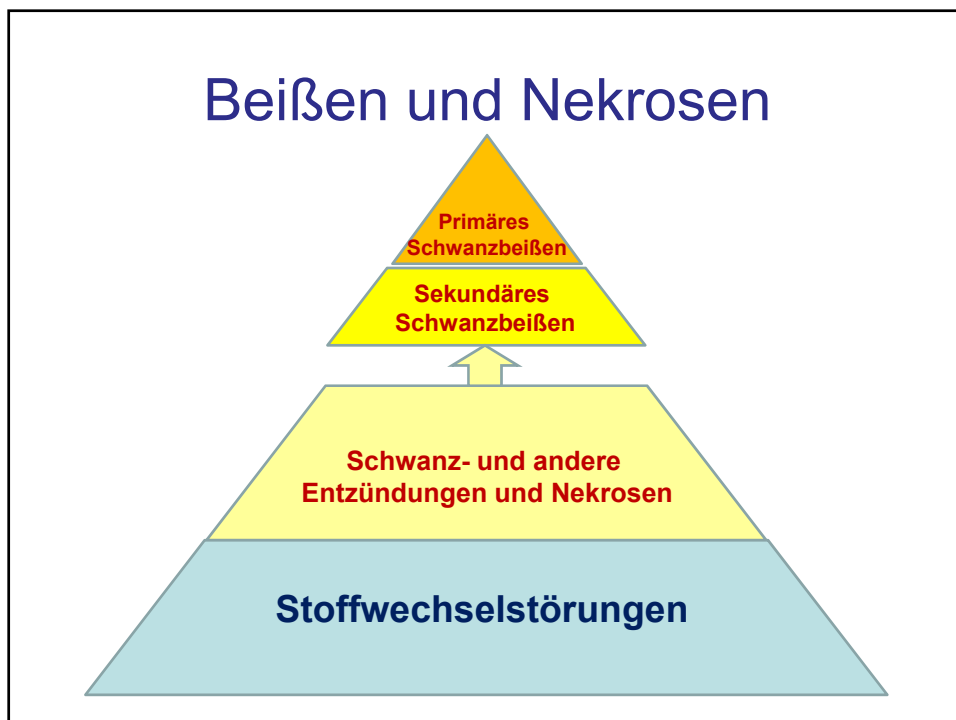 Beißen und Nekrosen
Primäres
Schwanzbeißen
Sekundäres
Schwanzbeißen
Schwanz- und andere
Entzündungen und Nekrosen
Stoffwechselstörungen